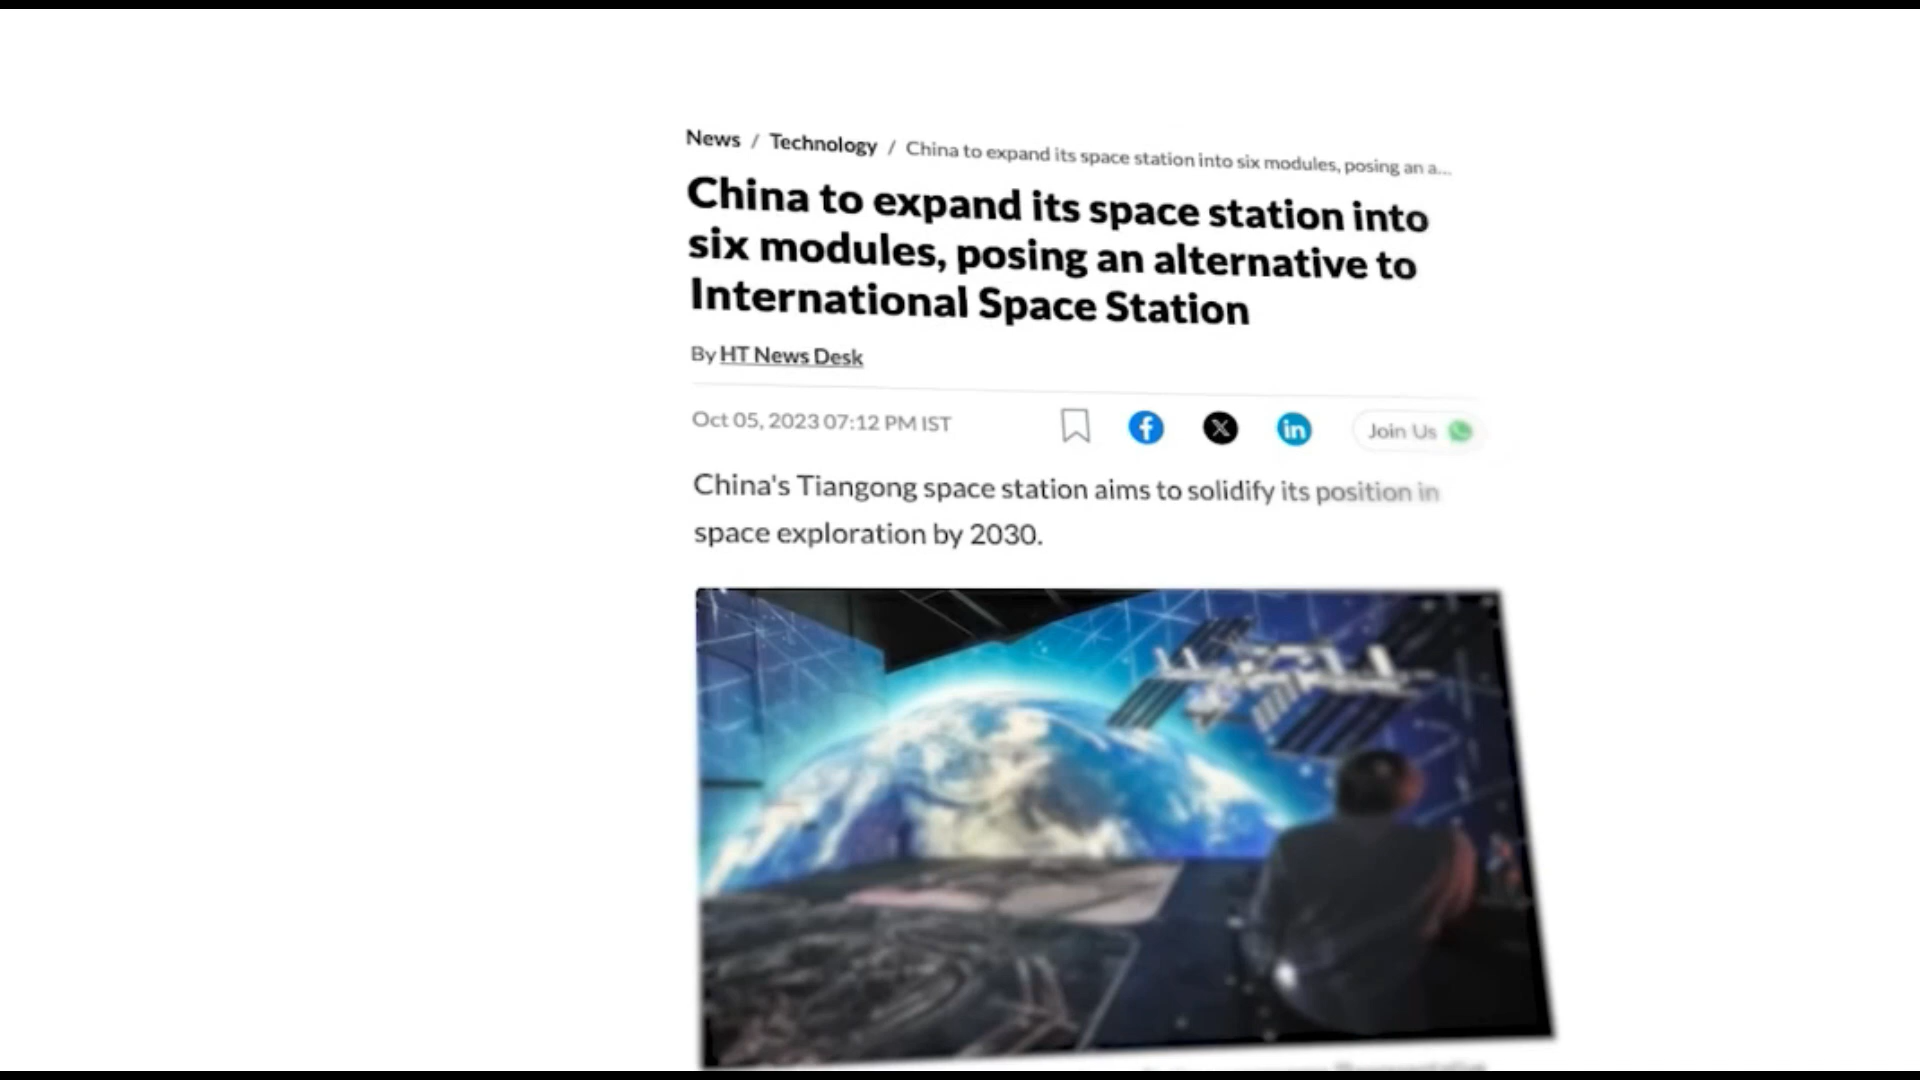 News / Technology / China to expand its space station into six modules, posing an a...
China to expand its space station into
six modules, posing an alternative to
International Space Station
By HT News Desk
Oct 05, 2023 07:12 PM IST
Join Us
China's Tiangong space station aims to solidify its position in
space exploration by 2030.